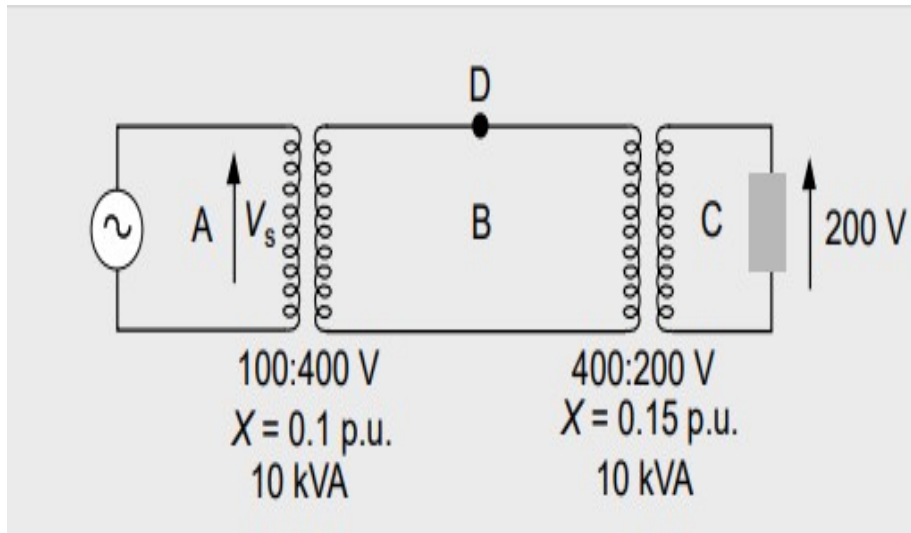 D
A
Vs
B
C
200 V
100:400 V
400:200 V
X = 0.1 p.u.
X = 0.15 p.u.
10 kVA
10 kVA